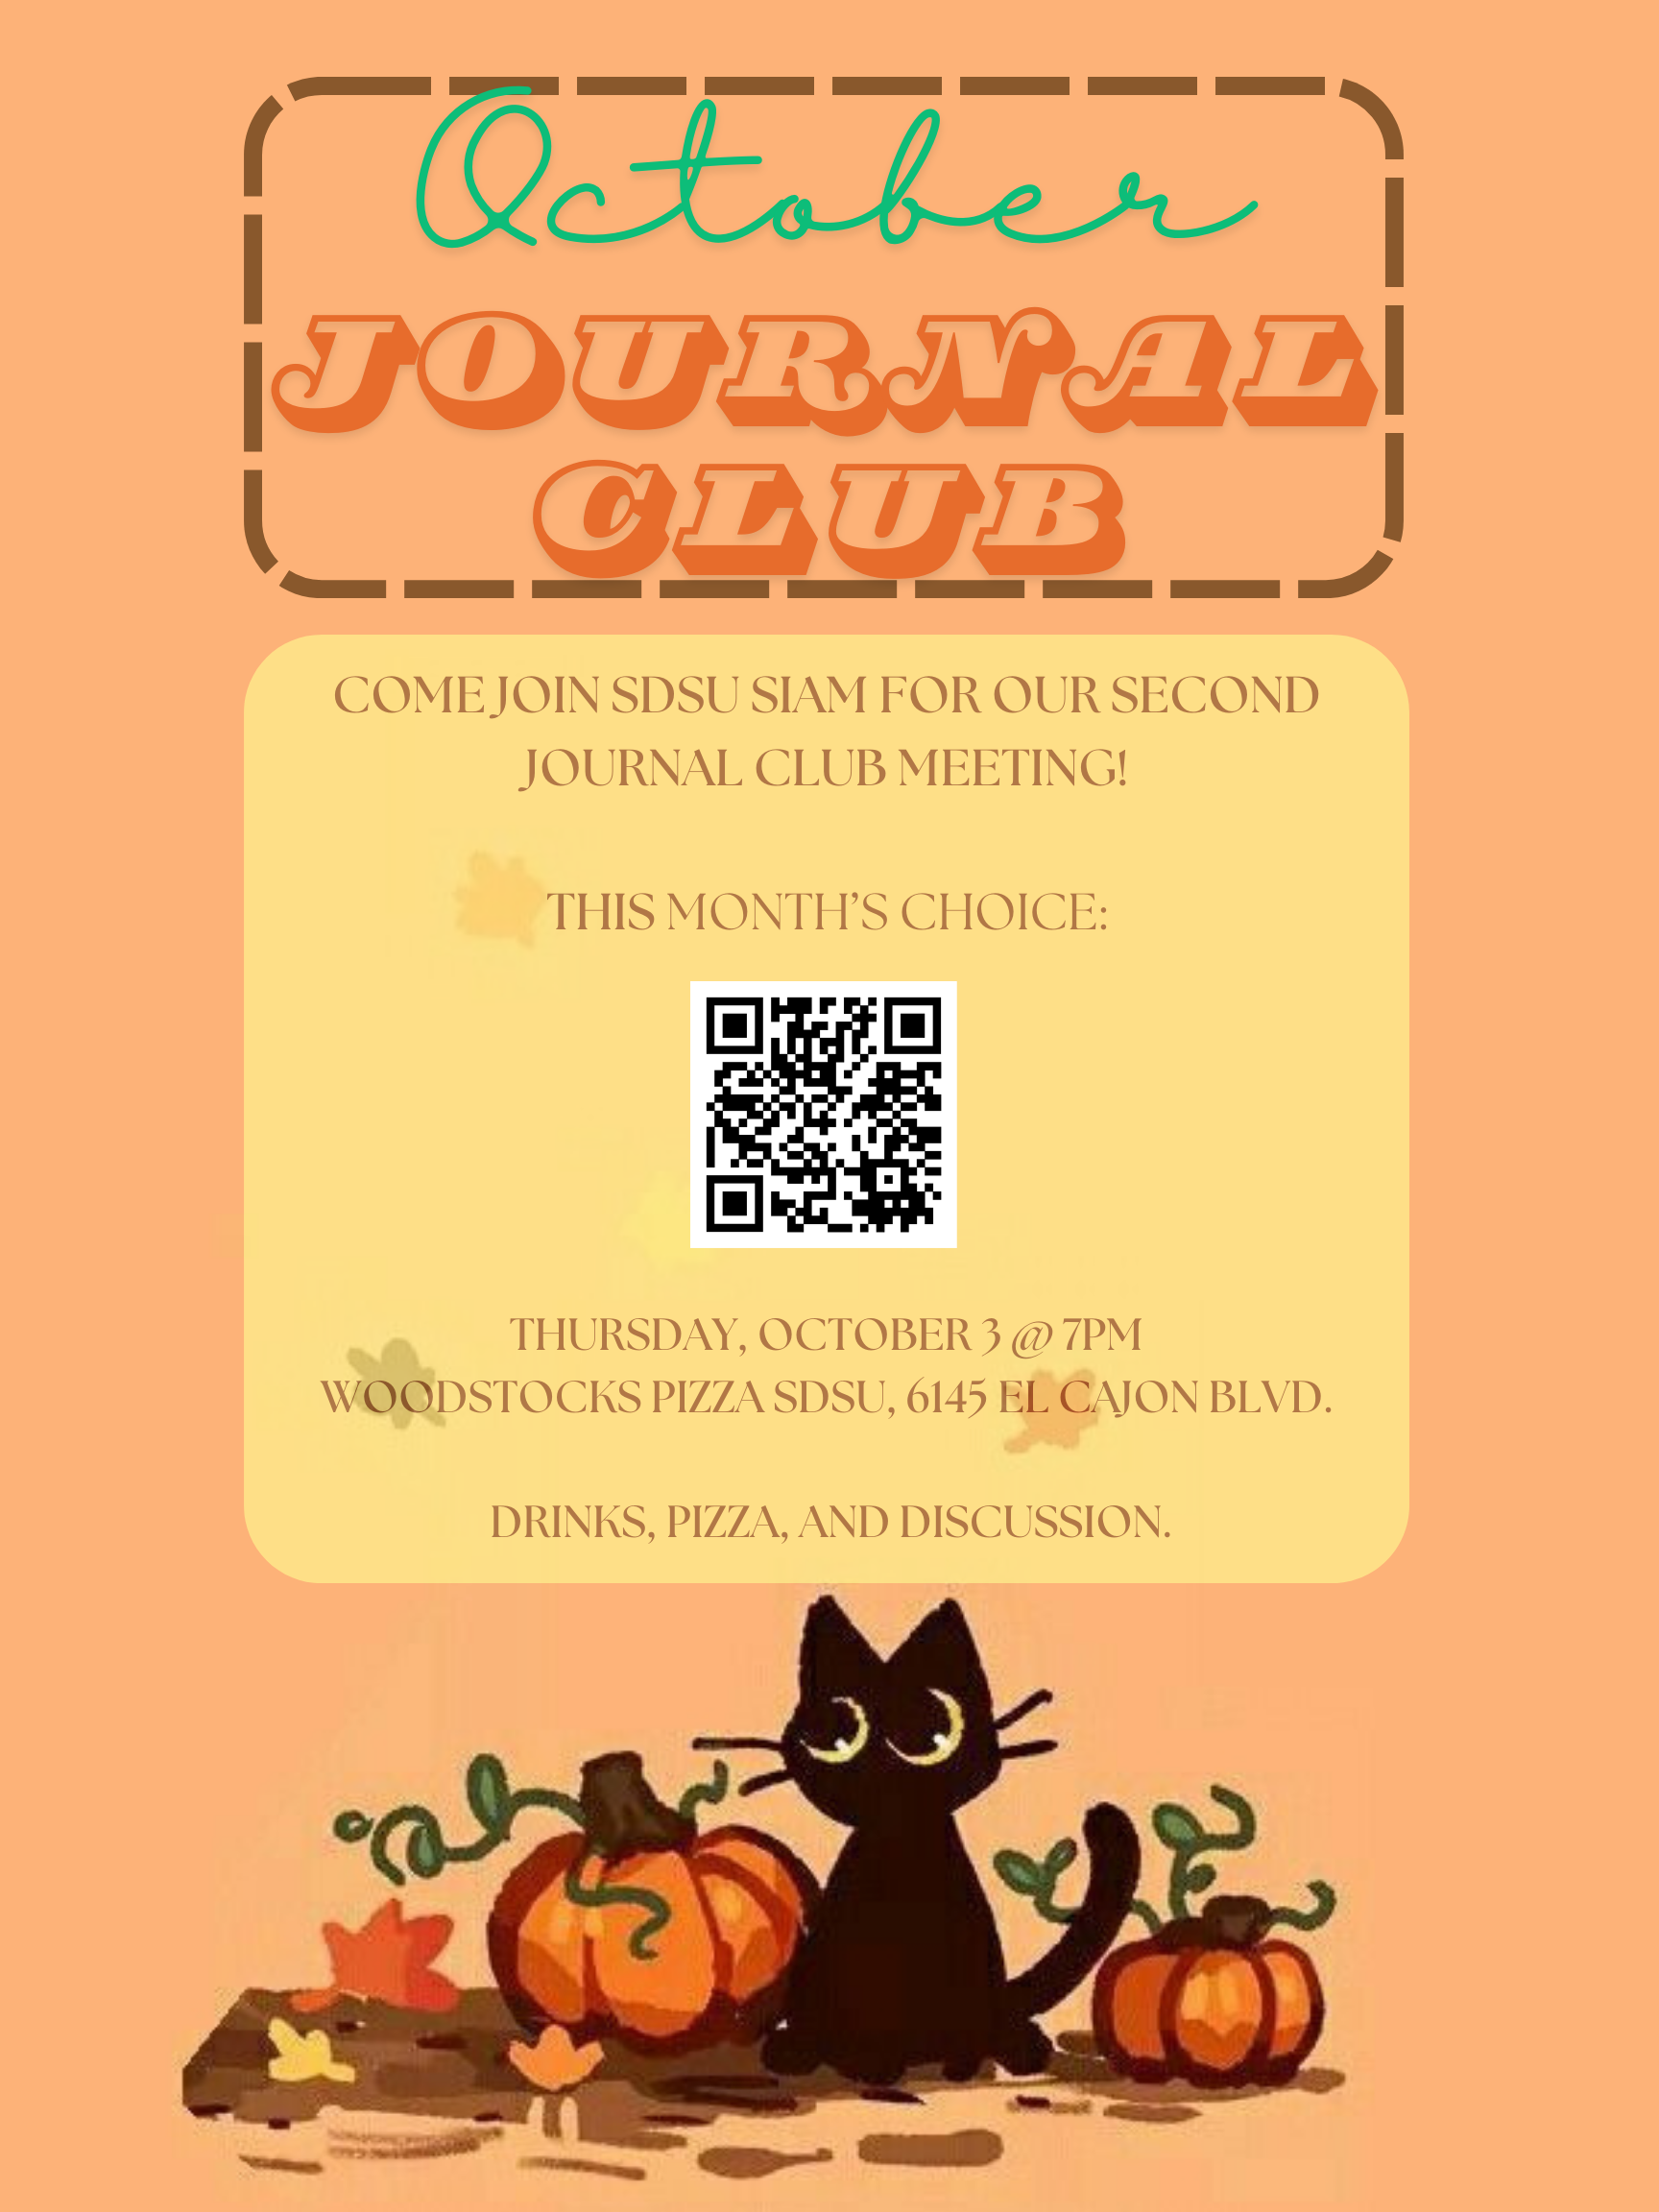 October
JOURNAL
CLUB
COME JOIN SDSU SIAM FOR OUR SECOND
JOURNAL CLUB MEETING!
THIS MONTH'S CHOICE:
THURSDAY, OCTOBER 3 @ 7PM
WOODSTOCKS PIZZA SDSU, 6145 EL CAJON BLVD.
DRINKS, PIZZA, AND DISCUSSION.